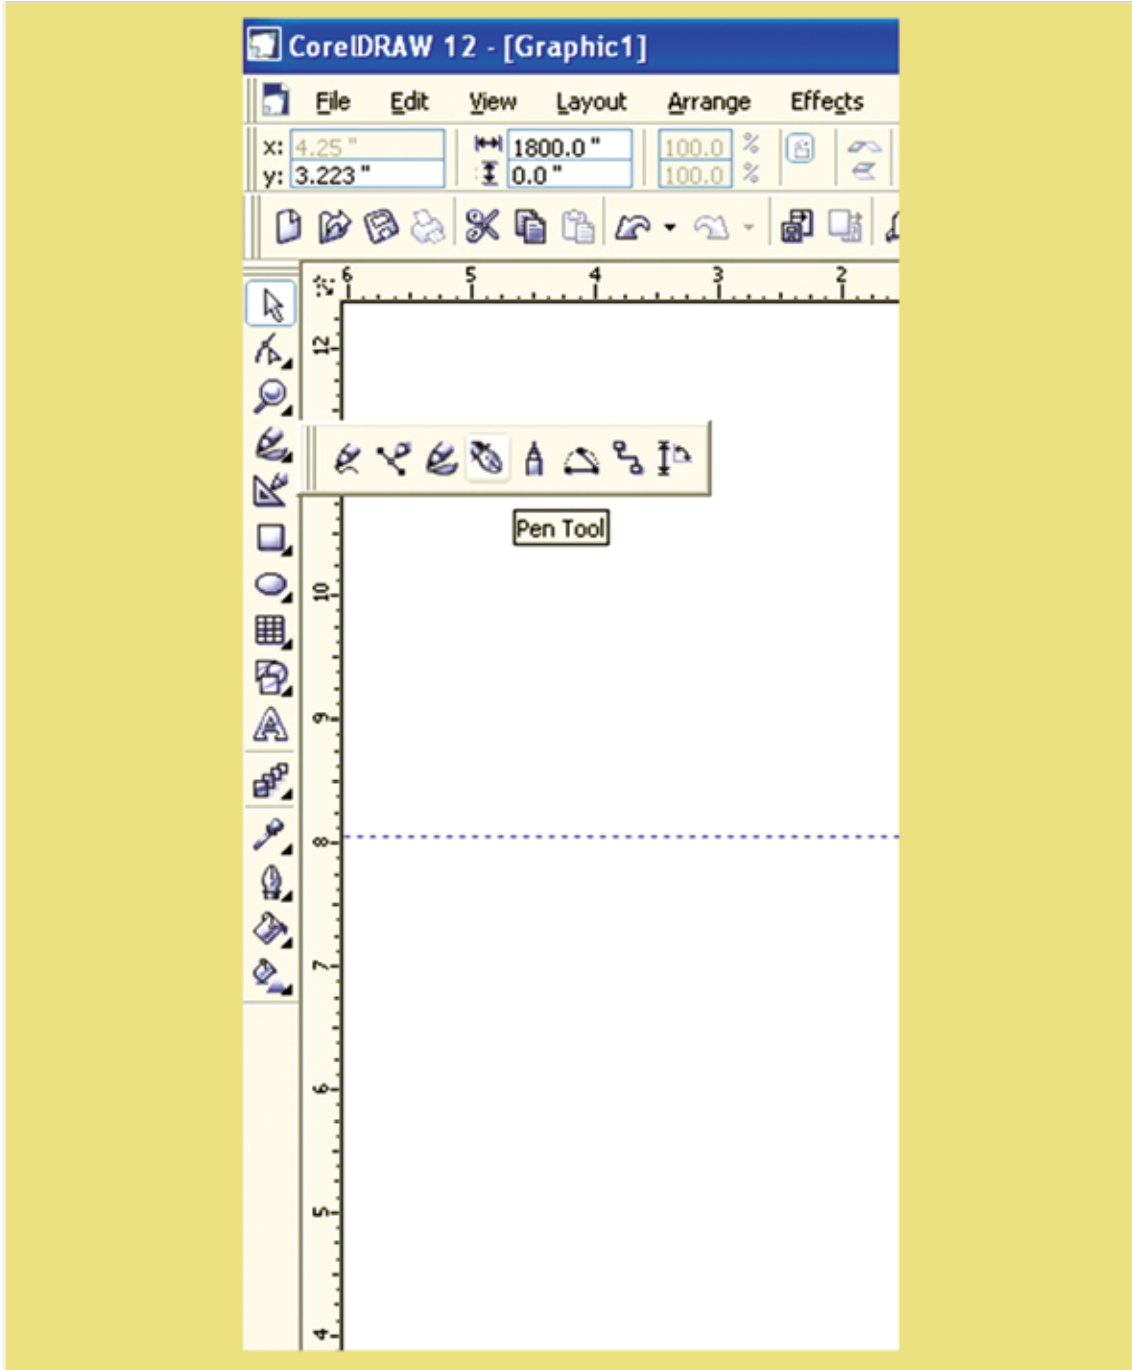 CorelDRAW 12 - [Graphic1]
File Edit View Layout Arrange Effects
x: 4.25 " 1800.0 " 100.0 %
y: 3.223 " 0.0 " 100.0 %
6 5 4 3 2
12
Pen Tool
10
9
8
7
6
5
4